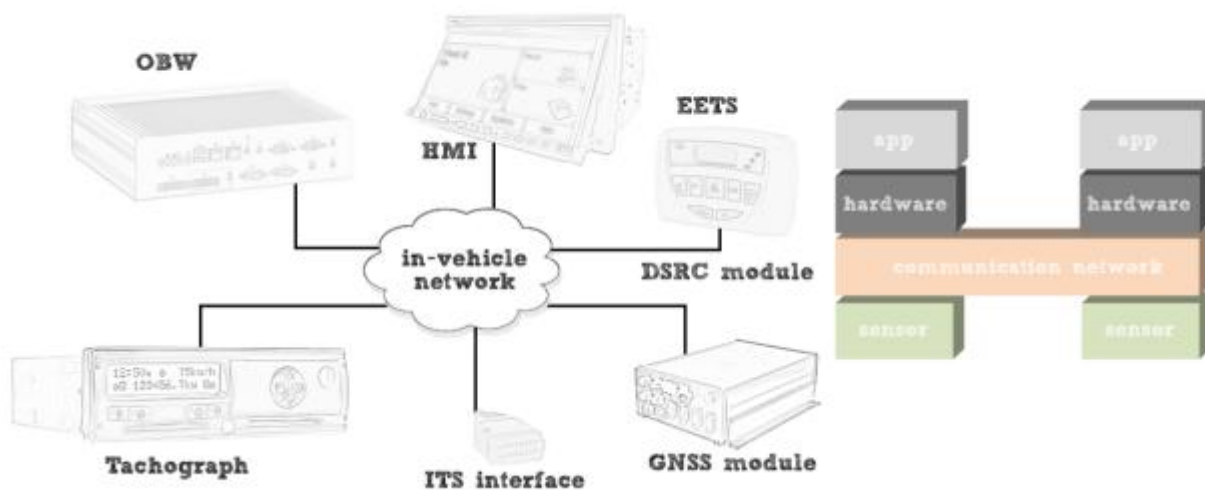 OBW
HMI
EETS
DSRC module
in-vehicle
network
Tachograph
ITS interface
GNSS module
app
app
hardware
hardware
communication network
sensor
sensor